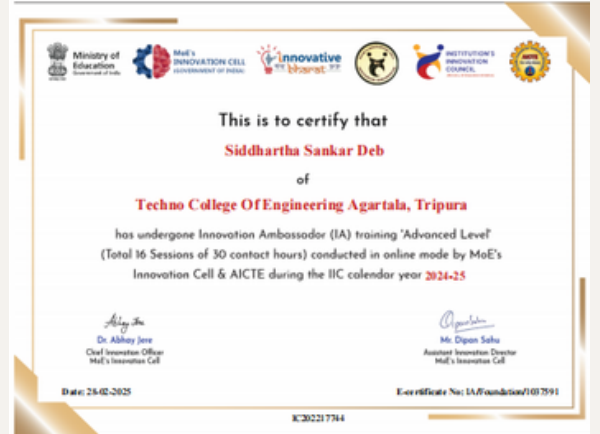 Ministry of
Education
Government of India
MoE's
INNOVATION CELL
(GOVERNMENT OF INDIA)
innovative
bharat
INSTITUTION'S
INNOVATION
COUNCIL
AICTE
This is to certify that
Siddhartha Sankar Deb
of
Techno College Of Engineering Agartala, Tripura
has undergone Innovation Ambassador (IA) training 'Advanced Level'
(Total 16 Sessions of 30 contact hours) conducted in online mode by MoE's
Innovation Cell & AICTE during the IIC calendar year 2024-25
Dr. Abhay Jere
Chief Innovation Officer
MoE's Innovation Cell
Mr. Dipan Sahu
Assistant Innovation Director
MoE's Innovation Cell
Date: 28-02-2025
E-certificate No: IA/Foundation/1037591
IC202217744